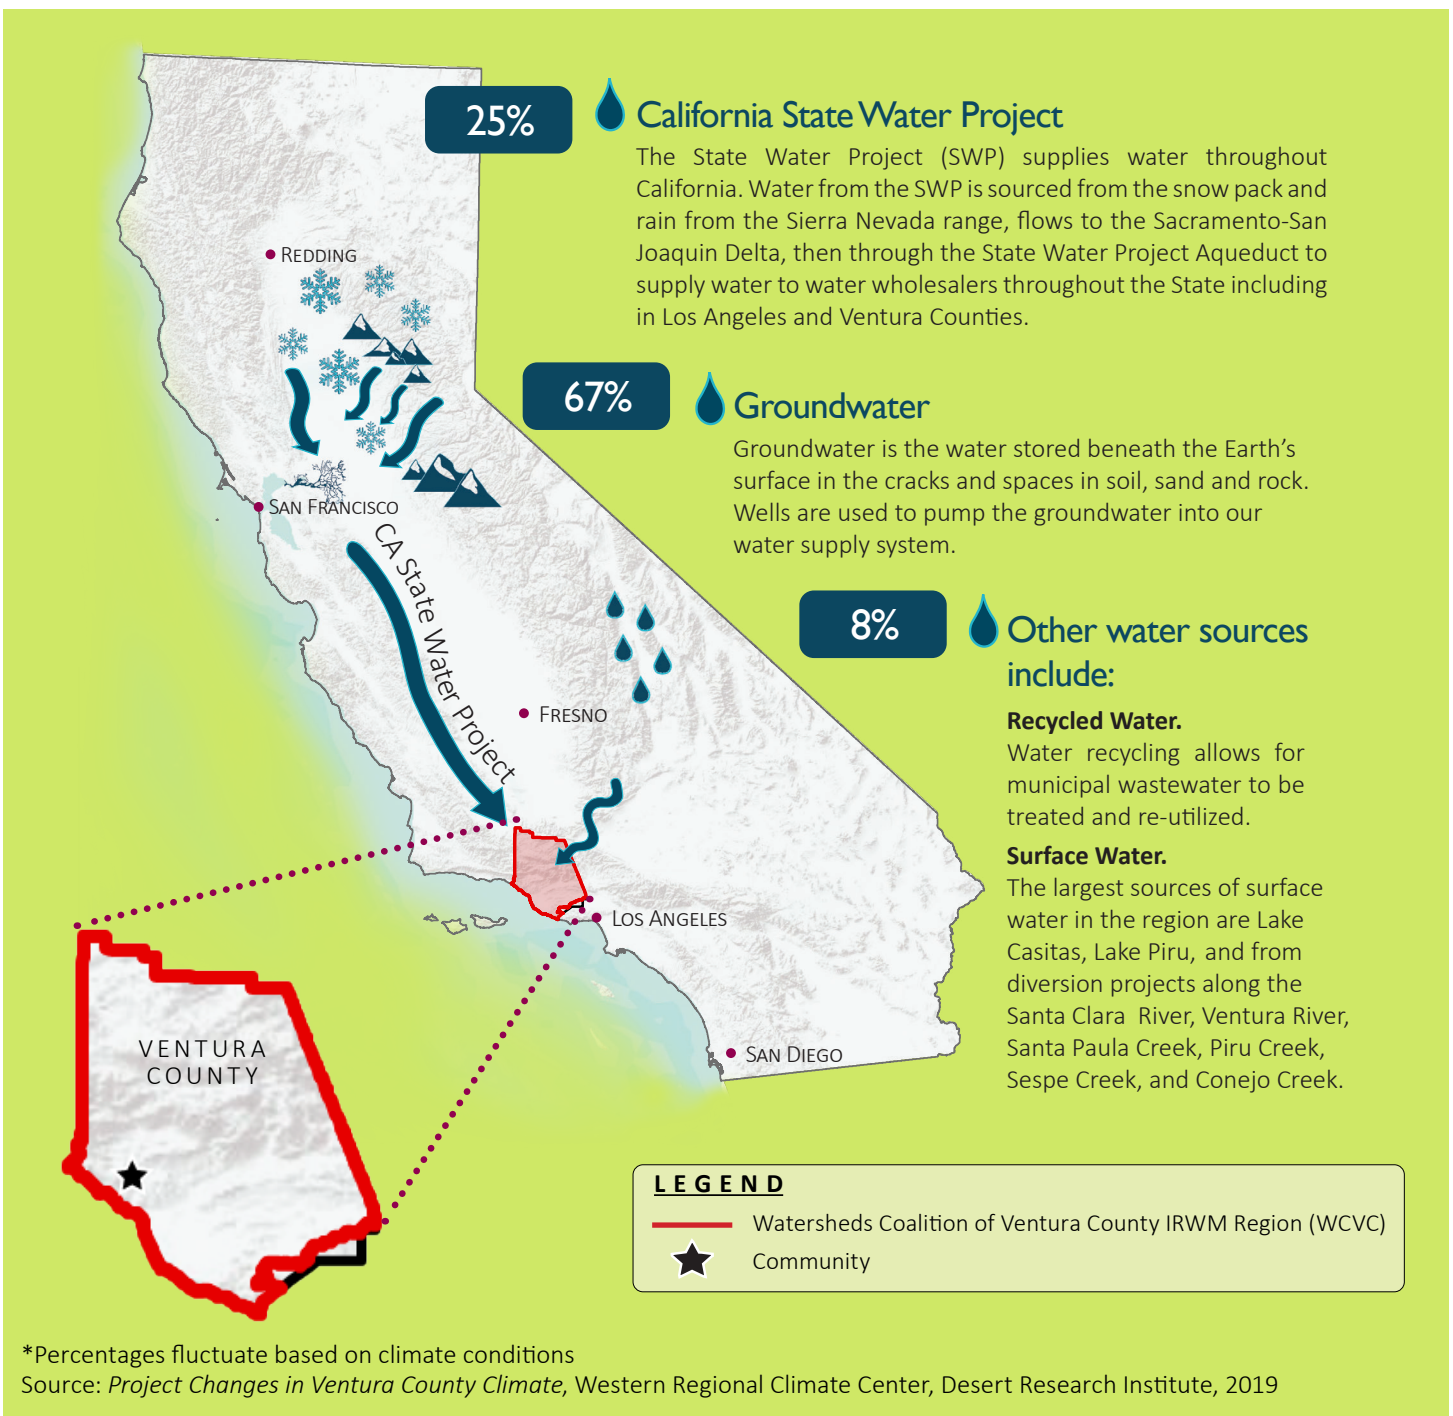 25%
California State Water Project
The State Water Project (SWP) supplies water throughout
California. Water from the SWP is sourced from the snow pack and
rain from the Sierra Nevada range, flows to the Sacramento-San
Joaquin Delta, then through the State Water Project Aqueduct to
supply water to water wholesalers throughout the State including
in Los Angeles and Ventura Counties.
67%
Groundwater
Groundwater is the water stored beneath the Earth's
surface in the cracks and spaces in soil, sand and rock.
Wells are used to pump the groundwater into our
water supply system.
8%
Other water sources
include:
Recycled Water.
Water recycling allows for
municipal wastewater to be
treated and re-utilized.
Surface Water.
The largest sources of surface
water in the region are Lake
Casitas, Lake Piru, and from
diversion projects along the
Santa Clara River, Ventura River,
Santa Paula Creek, Piru Creek,
Sespe Creek, and Conejo Creek.
REDDING
SAN FRANCISCO
CA State Water Project
FRESNO
LOS ANGELES
SAN DIEGO
VENTURA
COUNTY
LEGEND
Watersheds Coalition of Ventura County IRWM Region (WCVC)
Community
*Percentages fluctuate based on climate conditions
Source: Project Changes in Ventura County Climate, Western Regional Climate Center, Desert Research Institute, 2019